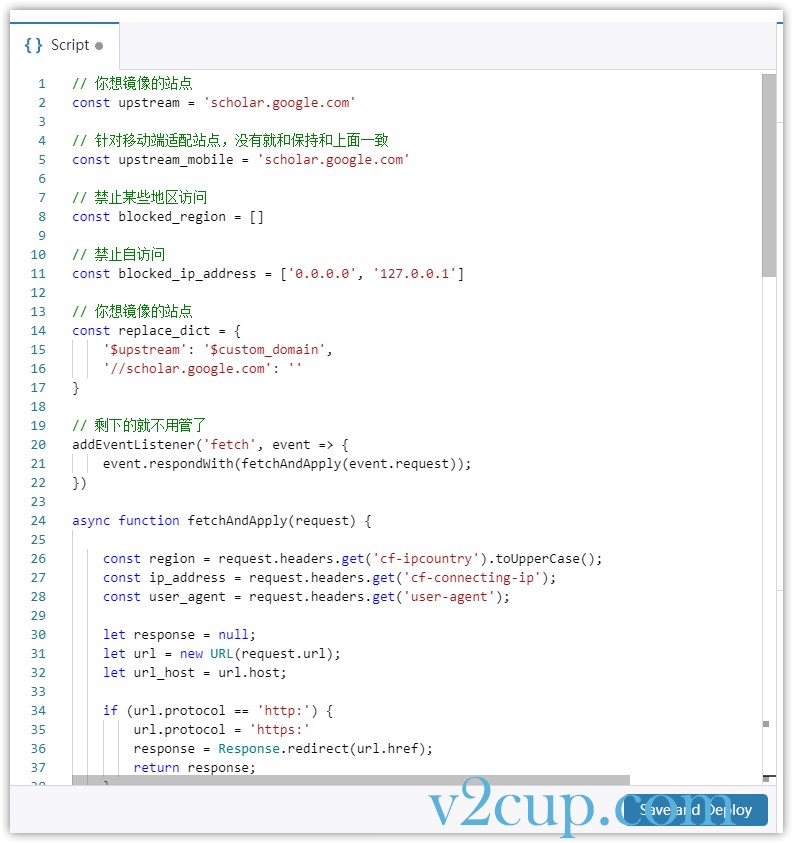 { } Script
1 // 你想镜像的站点
2 const upstream = 'scholar.google.com'
3
4 // 针对移动端适配站点，没有就和保持和上面一致
5 const upstream_mobile = 'scholar.google.com'
6
7 // 禁止某些地区访问
8 const blocked_region = []
9
10 // 禁止自访问
11 const blocked_ip_address = ['0.0.0.0', '127.0.0.1']
12
13 // 你想镜像的站点
14 const replace_dict = {
15 '$upstream': '$custom_domain',
16 '//scholar.google.com': ''
17 }
18
19 // 剩下的就不用管了
20 addEventListener('fetch', event => {
21 event.respondWith(fetchAndApply(event.request));
22 })
23
24 async function fetchAndApply(request) {
25
26 const region = request.headers.get('cf-ipcountry').toUpperCase();
27 const ip_address = request.headers.get('cf-connecting-ip');
28 const user_agent = request.headers.get('user-agent');
29
30 let response = null;
31 let url = new URL(request.url);
32 let url_host = url.host;
33
34 if (url.protocol == 'http:') {
35 url.protocol = 'https:'
36 response = Response.redirect(url.href);
37 return response;
v2cup.com
Save and Deploy